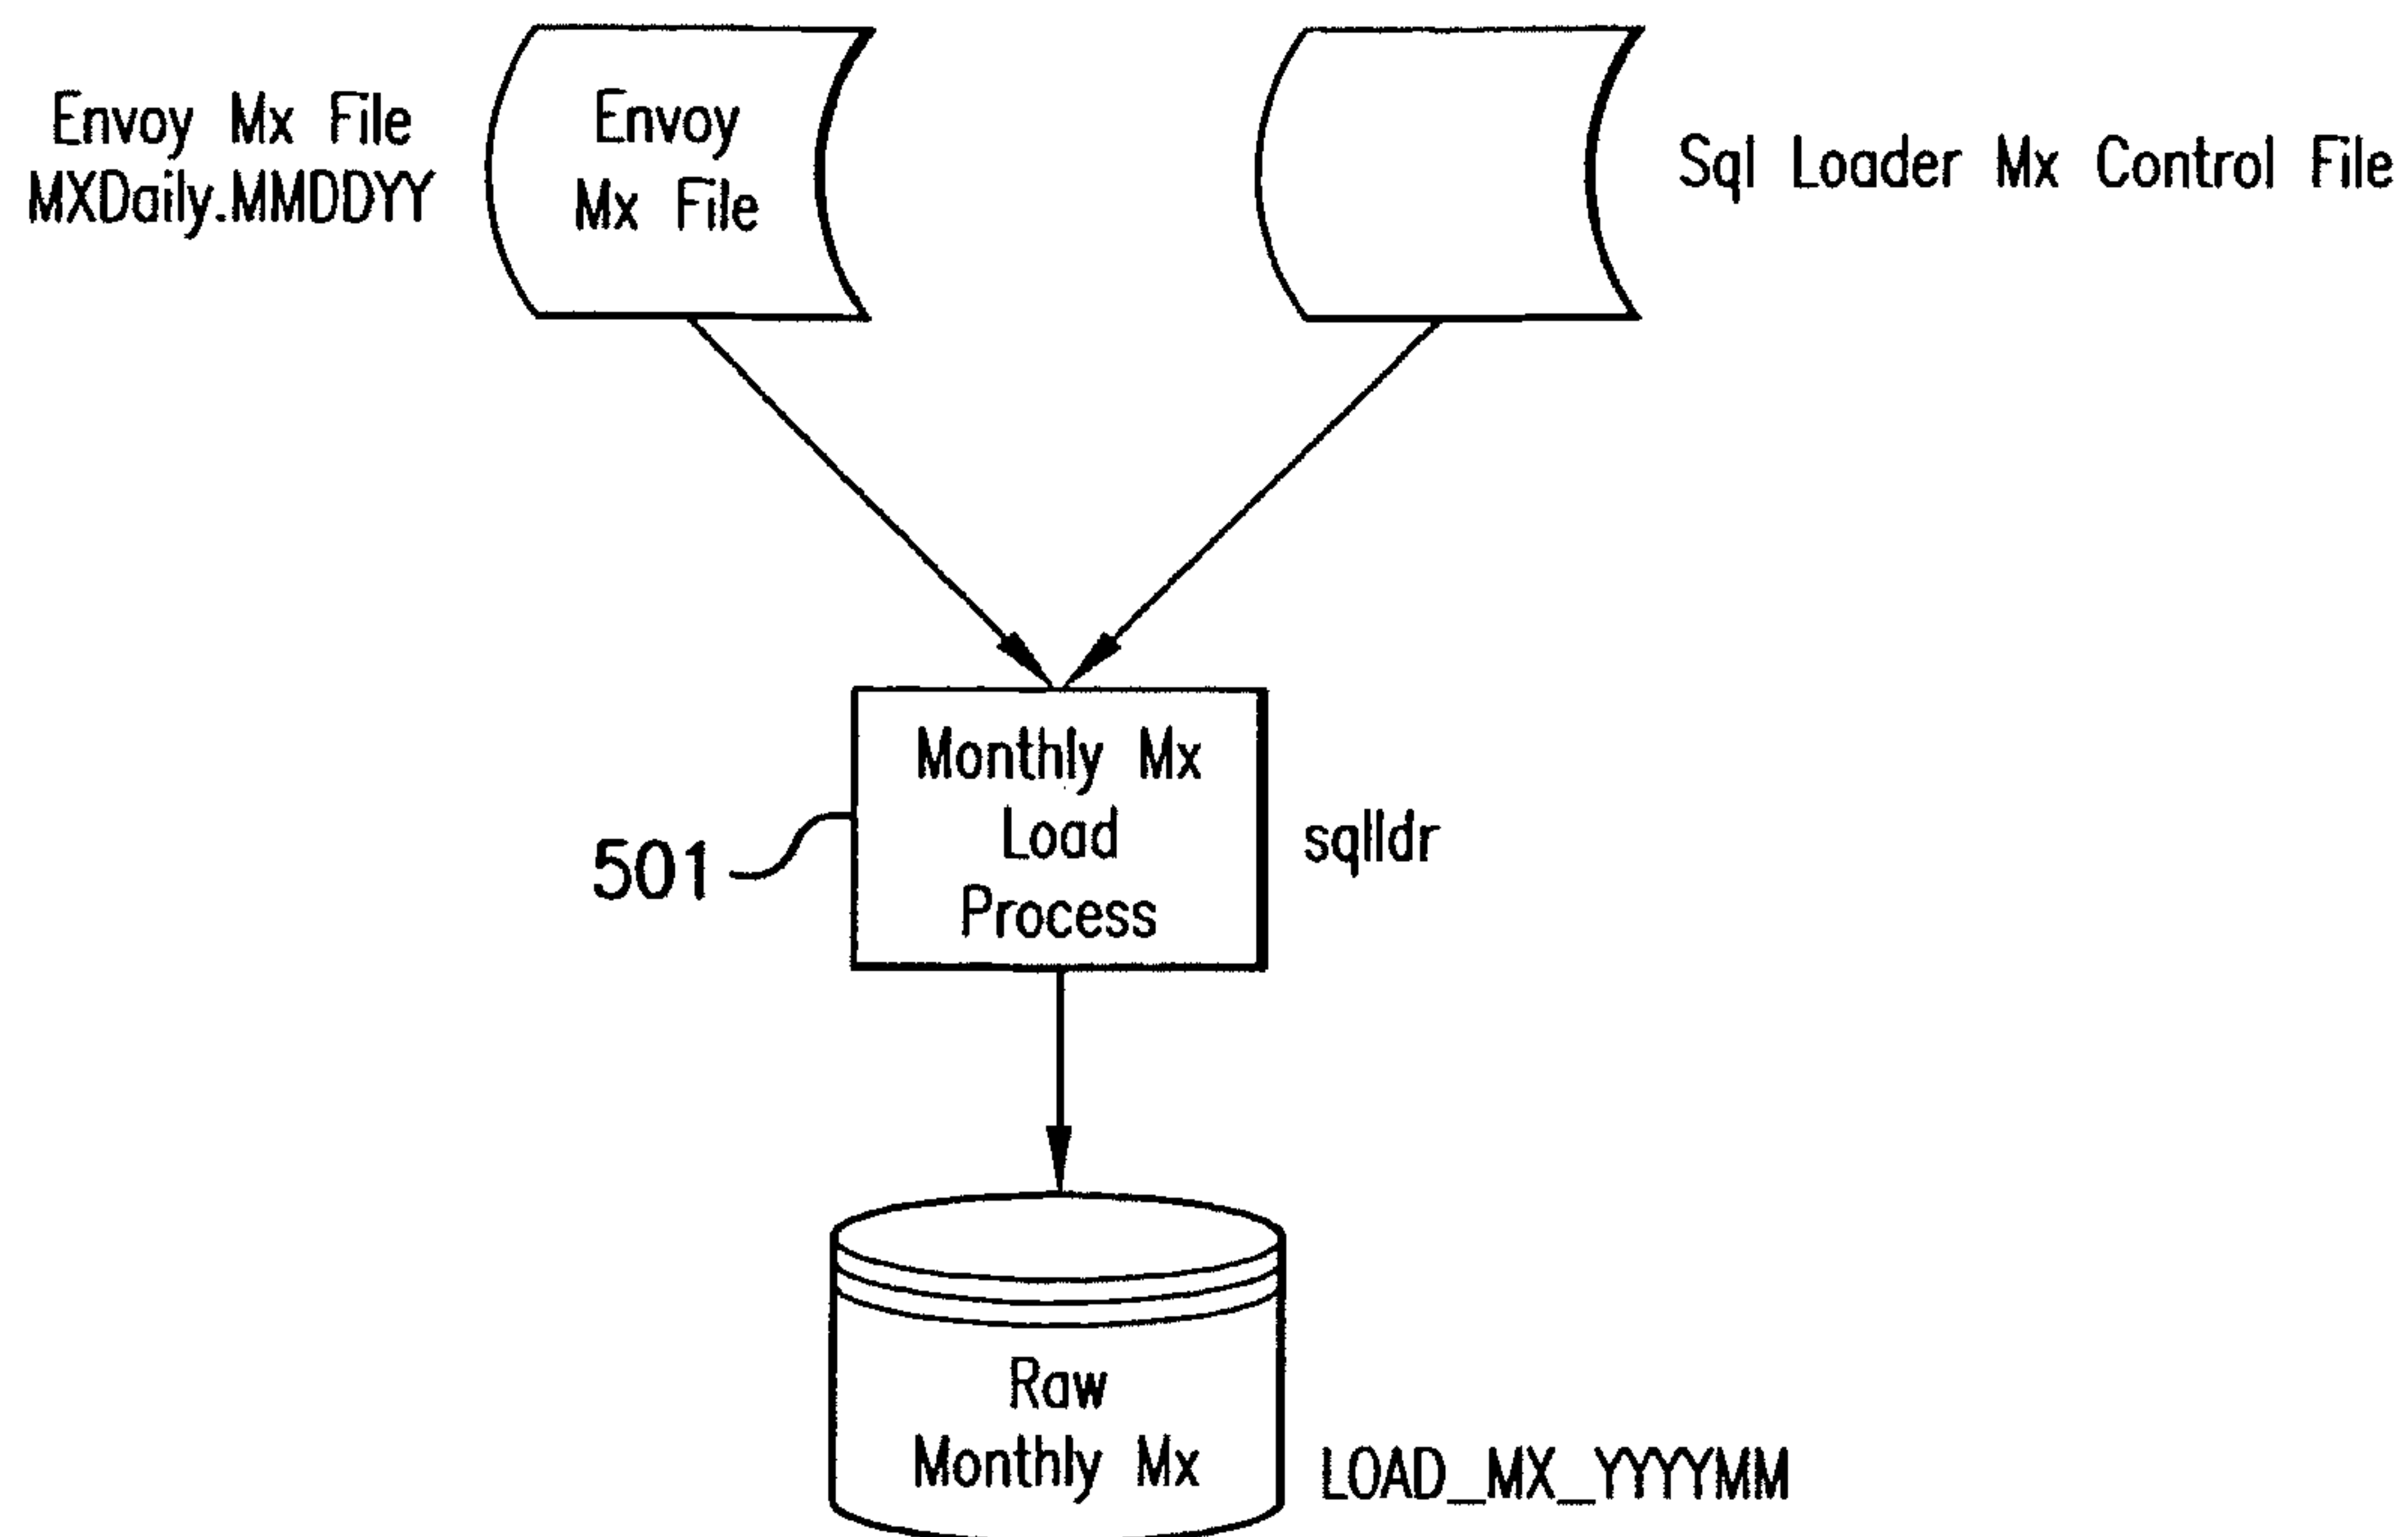 Envoy Mx File
MXDaily.MMDDYY
Envoy
Mx File
Sql Loader Mx Control File
Monthly Mx
Load
Process
501
sqlldr
Raw
Monthly Mx
LOAD_MX_YYYYMM